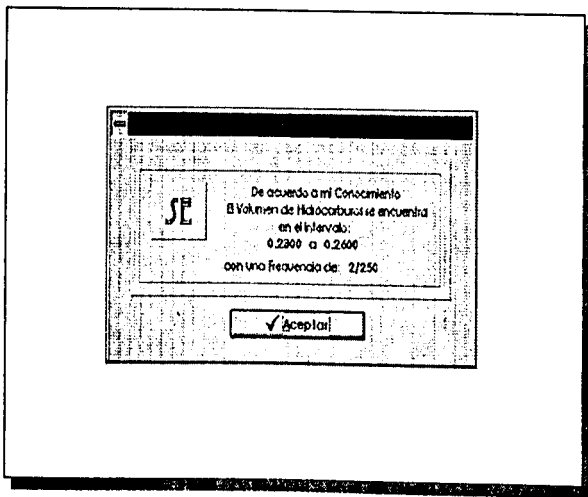 SE
De acuerdo a mi Conocimiento
El Volumen de Hidrocarburos se encuentra
en el intervalo:
0.2300 a 0.2600
con una Frecuencia de: 2/250
✓ Aceptar